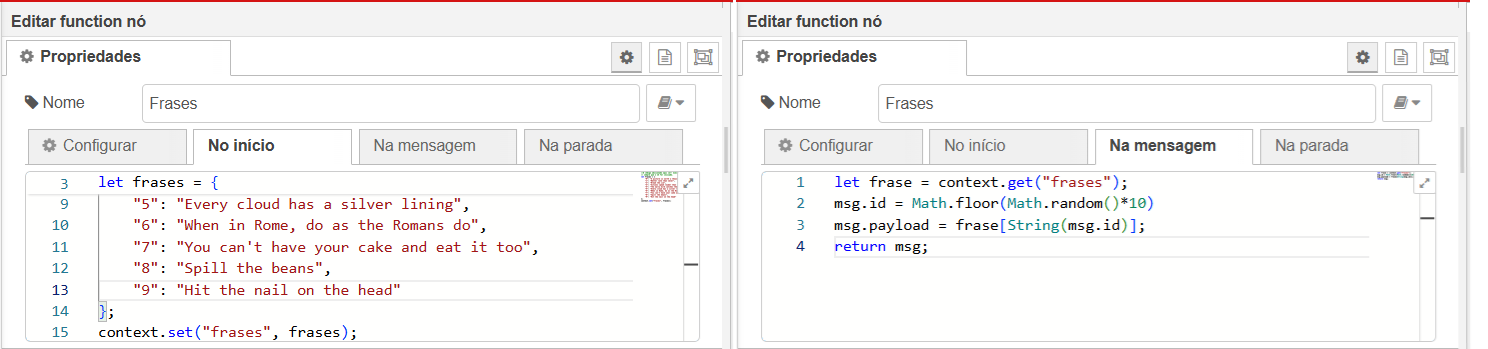 Editar function nó
Propriedades
Nome
Frases
Configurar
No início
Na mensagem
Na parada
3 let frases = {
9 "5": "Every cloud has a silver lining",
10 "6": "When in Rome, do as the Romans do",
11 "7": "You can't have your cake and eat it too",
12 "8": "Spill the beans",
13 "9": "Hit the nail on the head"
14 };
15 context.set("frases", frases);
Editar function nó
Propriedades
Nome
Frases
Configurar
No início
Na mensagem
Na parada
1 let frase = context.get("frases");
2 msg.id = Math.floor(Math.random()*10)
3 msg.payload = frase[String(msg.id)];
4 return msg;